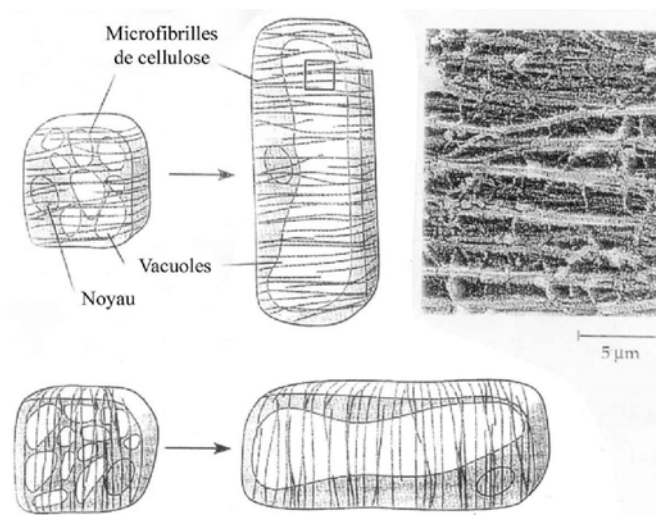 Microfibrilles
de cellulose
Vacuoles
Noyau
5 μm